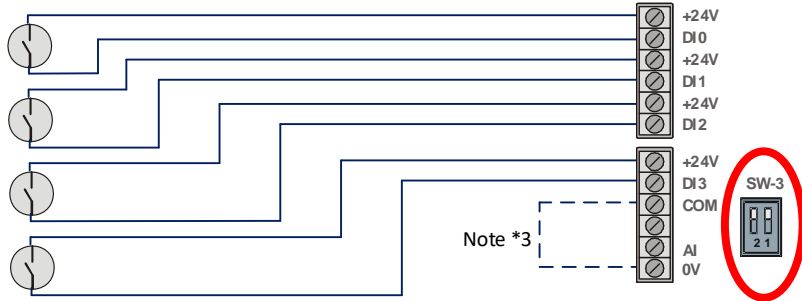 +24V
DI0
+24V
DI1
+24V
DI2
+24V
DI3
COM
AI
0V
SW-3
2 1
Note *3